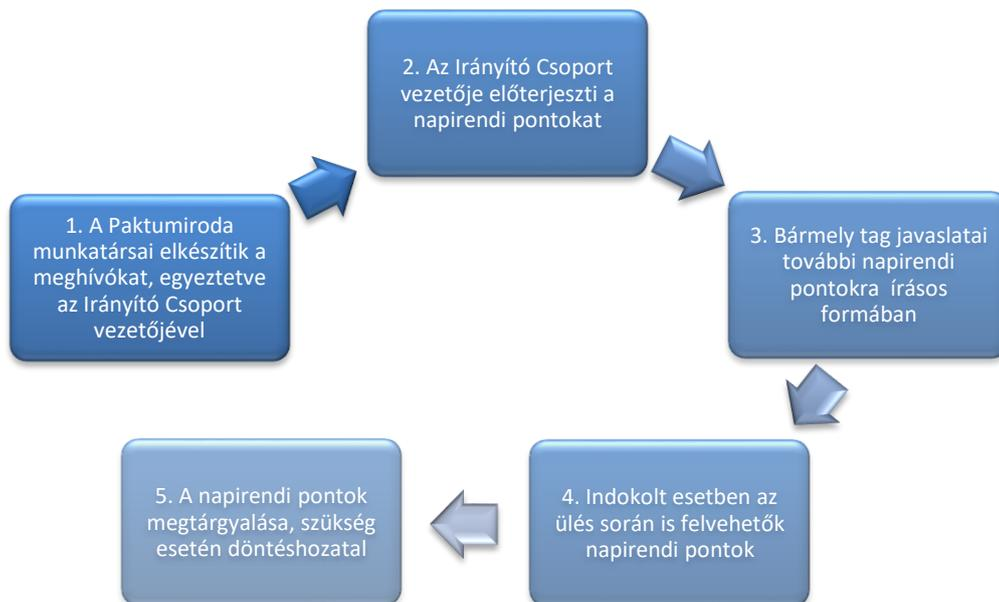 1. A Paktumiroda
munkatársai elkészítik a
meghívókat, egyeztetve
az Irányító Csoport
vezetőjével
2. Az Irányító Csoport
vezetője előterjeszti a
napirendi pontokat
3. Bármely tag javaslatai
további napirendi
pontokra írásos
formában
4. Indokolt esetben az
ülés során is felvehetők
napirendi pontok
5. A napirendi pontok
megtárgyalása, szükség
esetén döntéshozatal